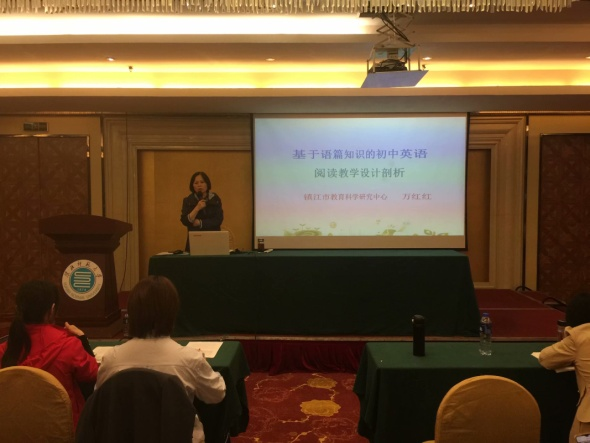 基于语篇知识的初中英语
阅读教学设计剖析
镇江市教育科学研究中心 万红红